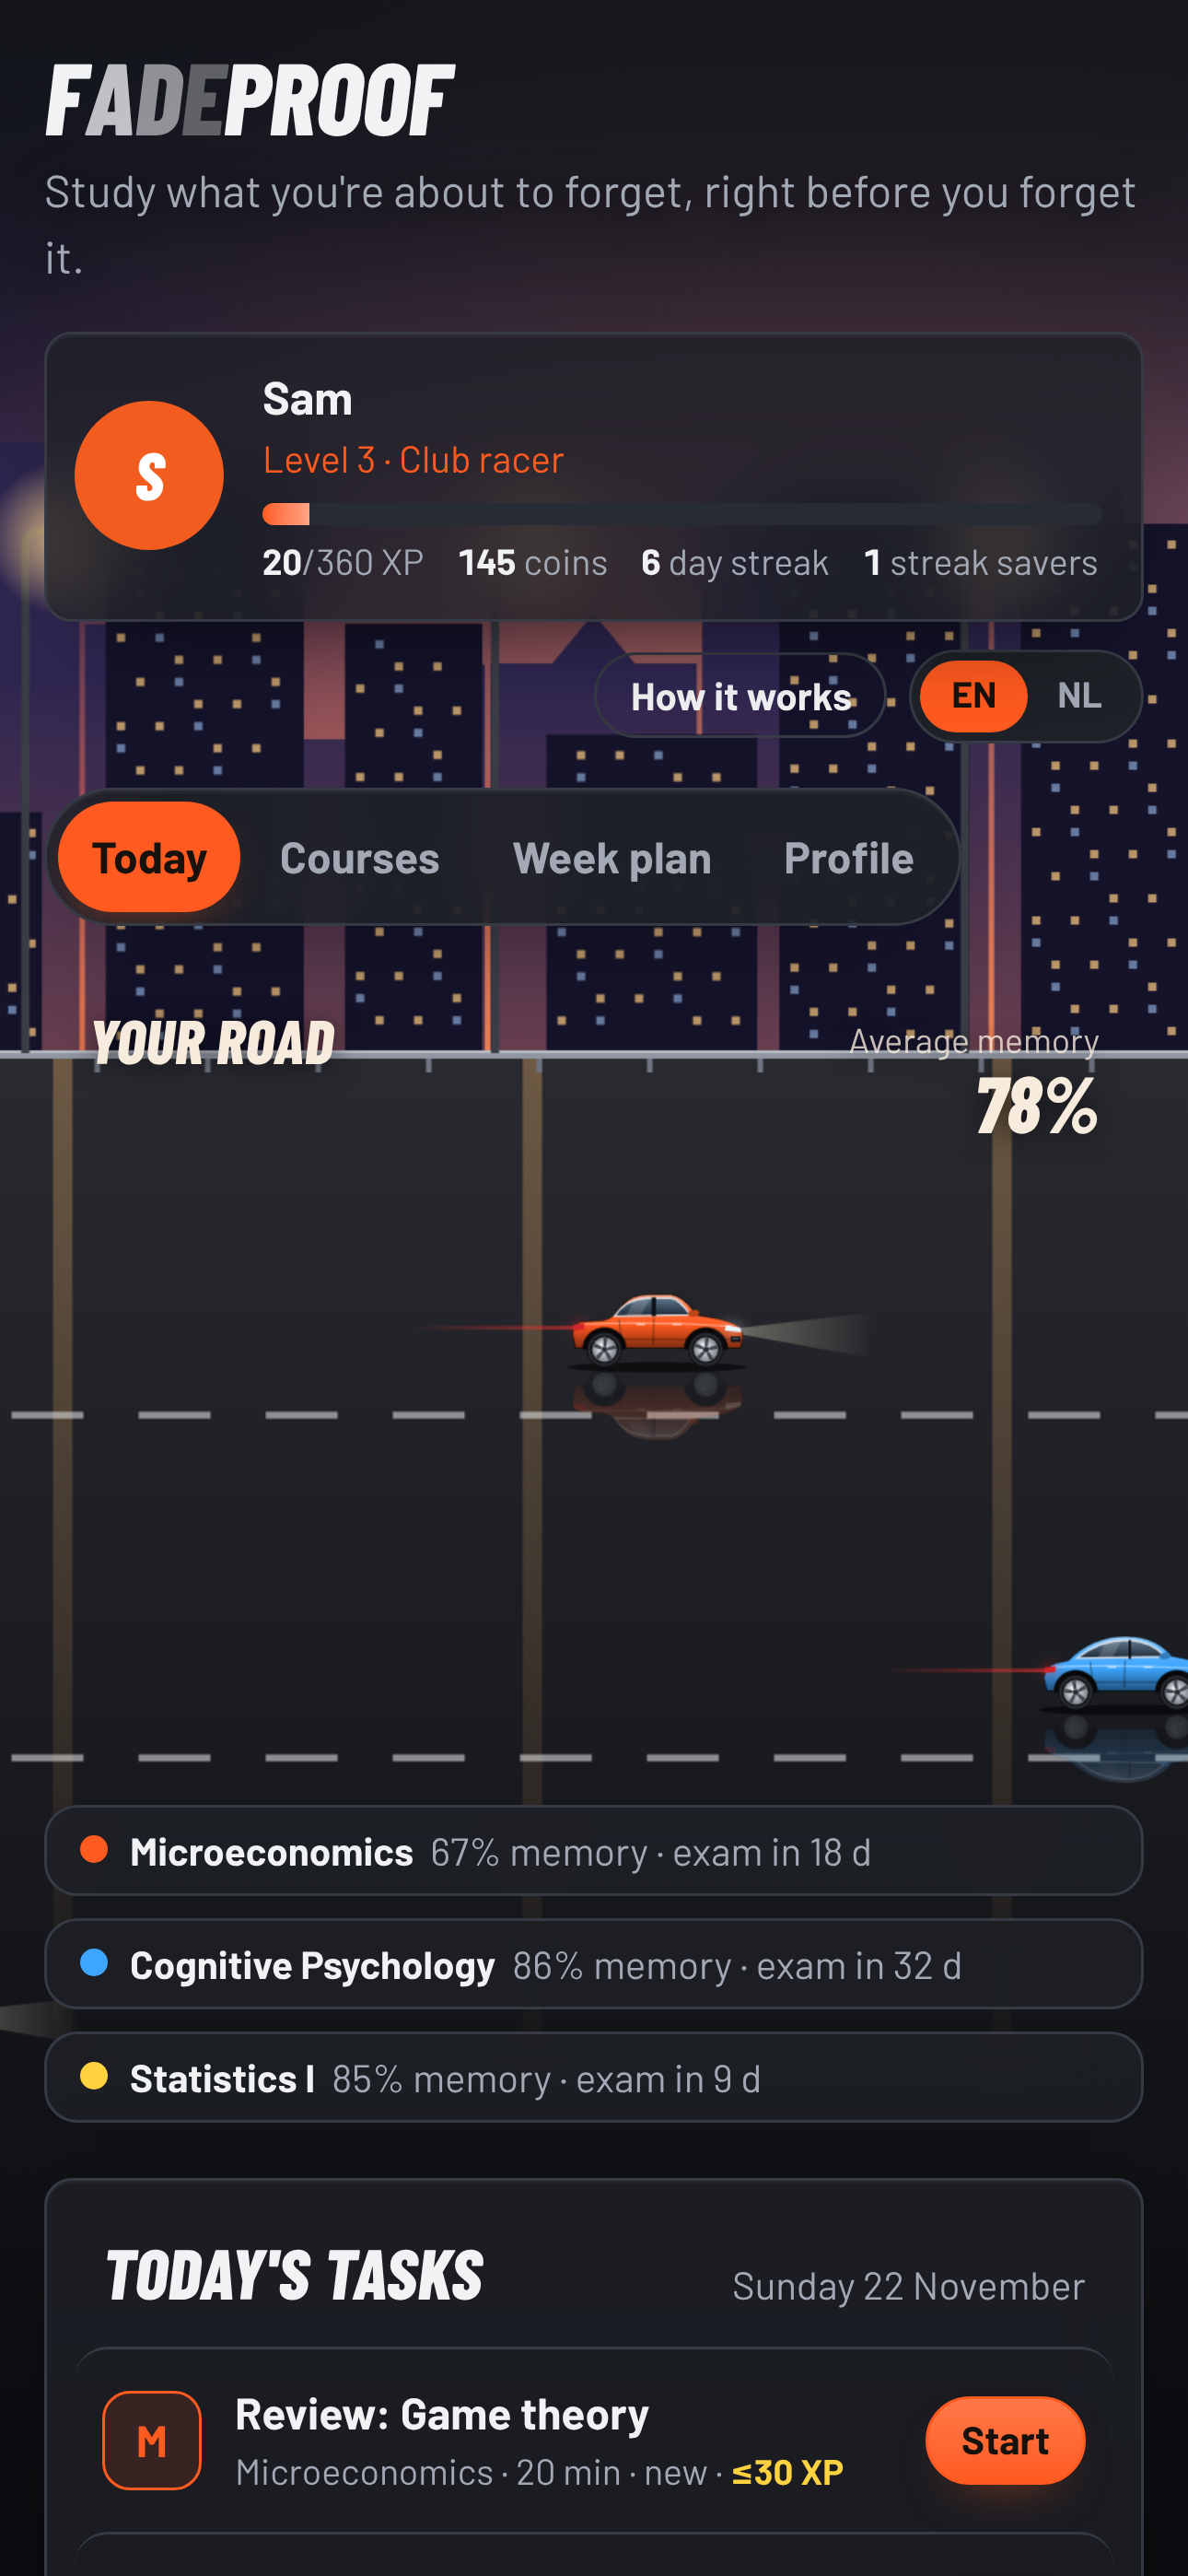 FADEPROOF
Study what you're about to forget, right before you forget
it.
S
Sam
Level 3 · Club racer
20/360 XP 145 coins 6 day streak 1 streak savers
How it works EN NL
Today Courses Week plan Profile
YOUR ROAD
Average memory
78%
Microeconomics 67% memory · exam in 18 d
Cognitive Psychology 86% memory · exam in 32 d
Statistics I 85% memory · exam in 9 d
TODAY'S TASKS
Sunday 22 November
M
Review: Game theory
Microeconomics · 20 min · new · ≤30 XP
Start